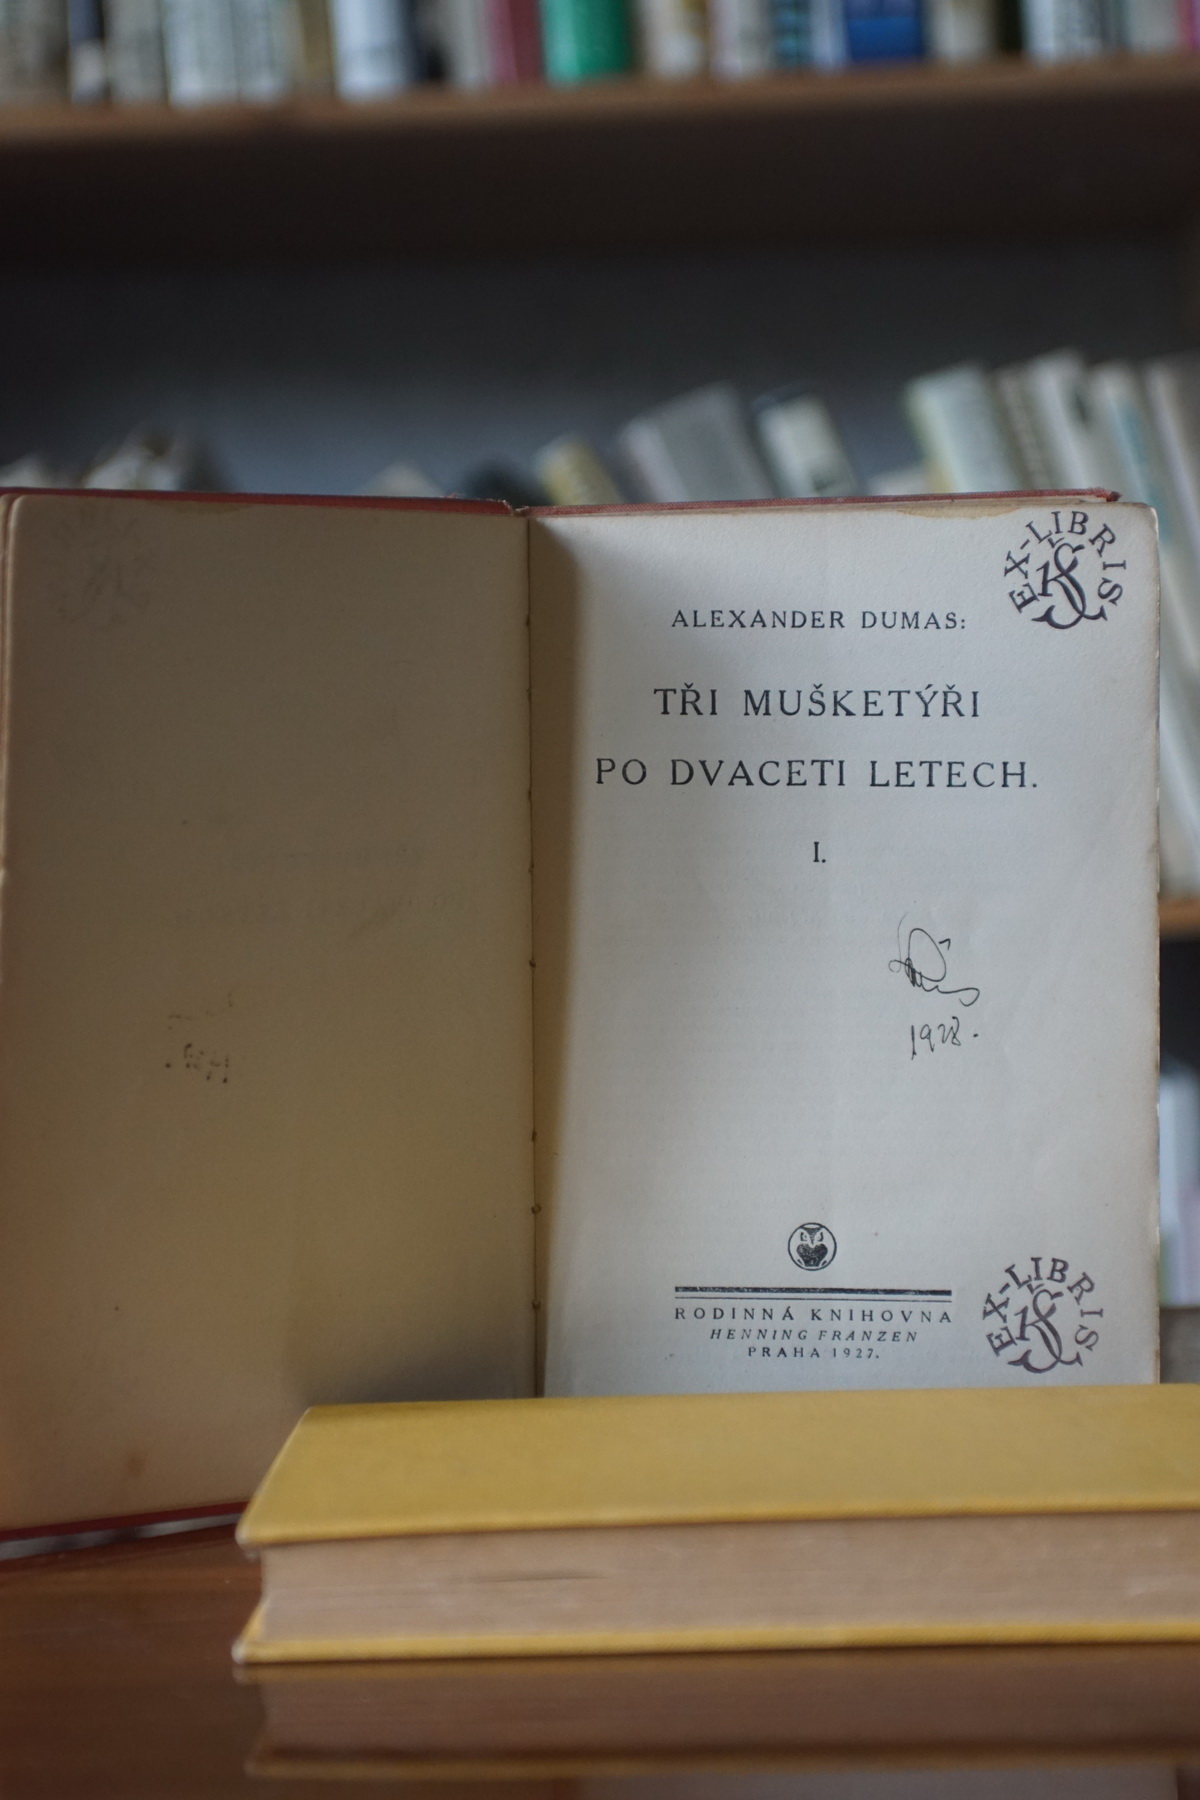 EX-LIBRIS
ALEXANDER DUMAS:
TŘI MUŠKETÝŘI
PO DVACETI LETECH.
I.
1928.
RODINNÁ KNIHOVNA
HENNING FRANZEN
PRAHA 1927.
EX-LIBRIS